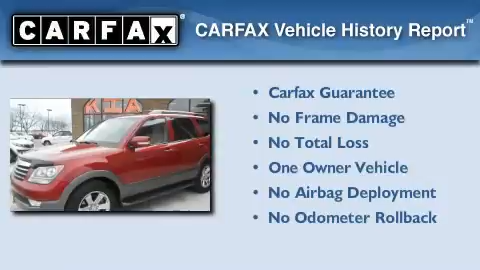 CARFAX®
CARFAX Vehicle History Report™
KIA
• Carfax Guarantee
• No Frame Damage
• No Total Loss
• One Owner Vehicle
• No Airbag Deployment
• No Odometer Rollback